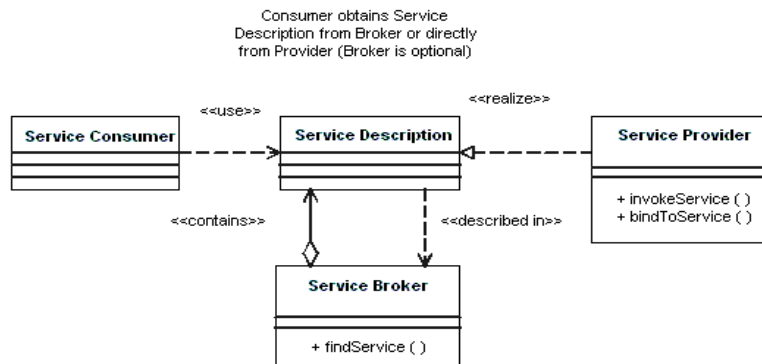 Consumer obtains Service
Description from Broker or directly
from Provider (Broker is optional)
<<use>>
<<realize>>
Service Consumer
Service Description
Service Provider
+ invokeService ( )
+ bindToService ( )
<<contains>>
<<described in>>
Service Broker
+ findService ( )